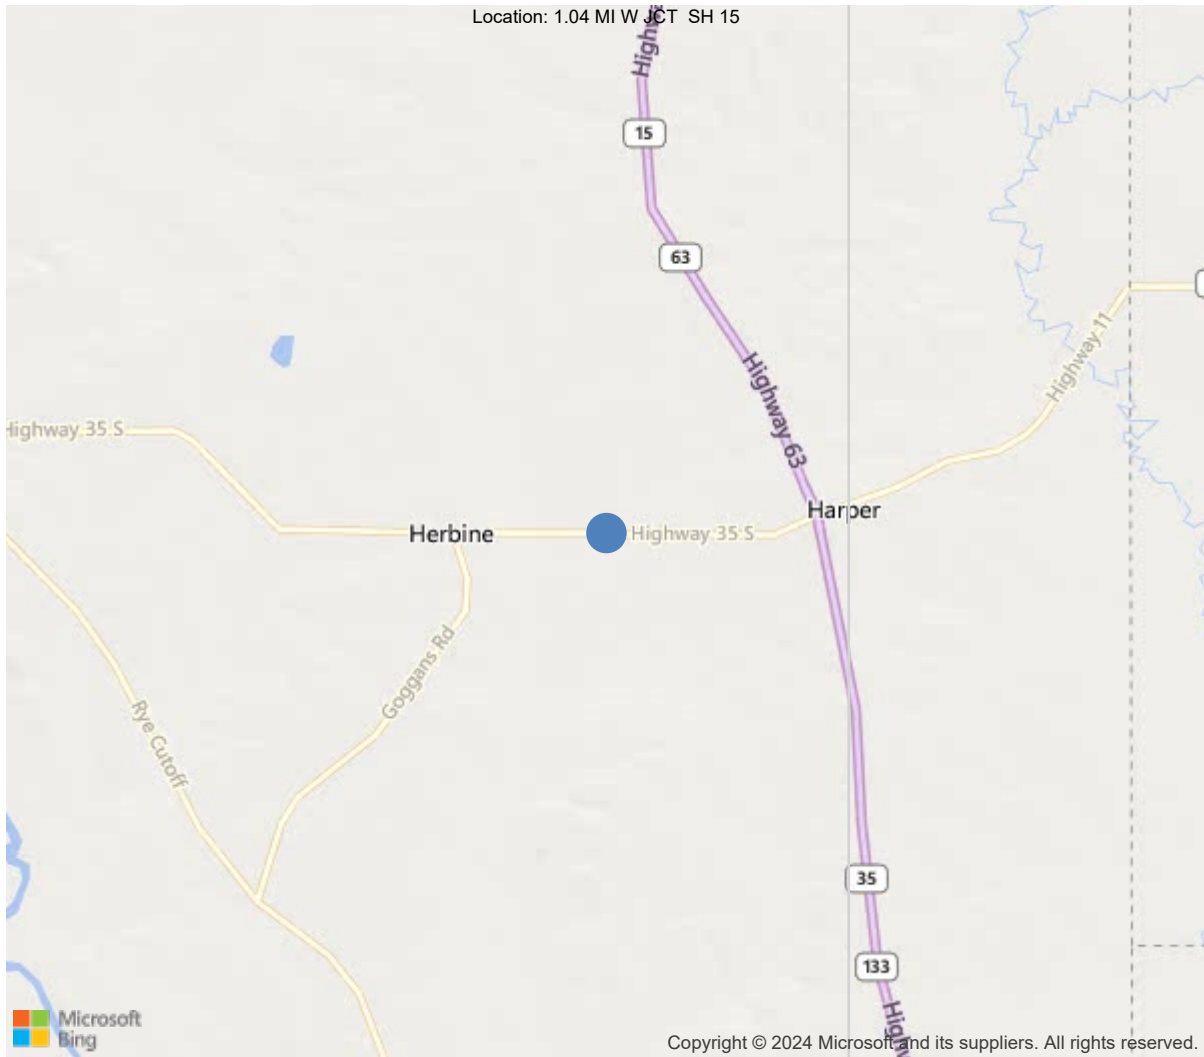 Location: 1.04 MI W JCT  SH 15
15
63
Highway 63
Highway 11
Highway 35 S
Harper
Herbine
Highway 35 S
Goggans Rd
Rye Cutoff
35
133
Microsoft
Bing
Copyright © 2024 Microsoft and its suppliers. All rights reserved.